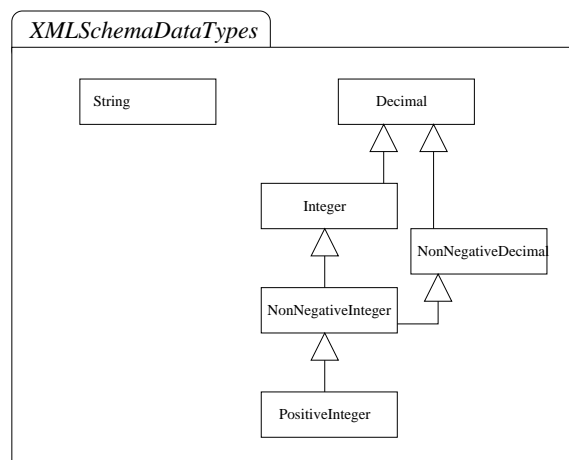 XMLSchemaDataTypes
String
Decimal
Integer
NonNegativeDecimal
NonNegativeInteger
PositiveInteger